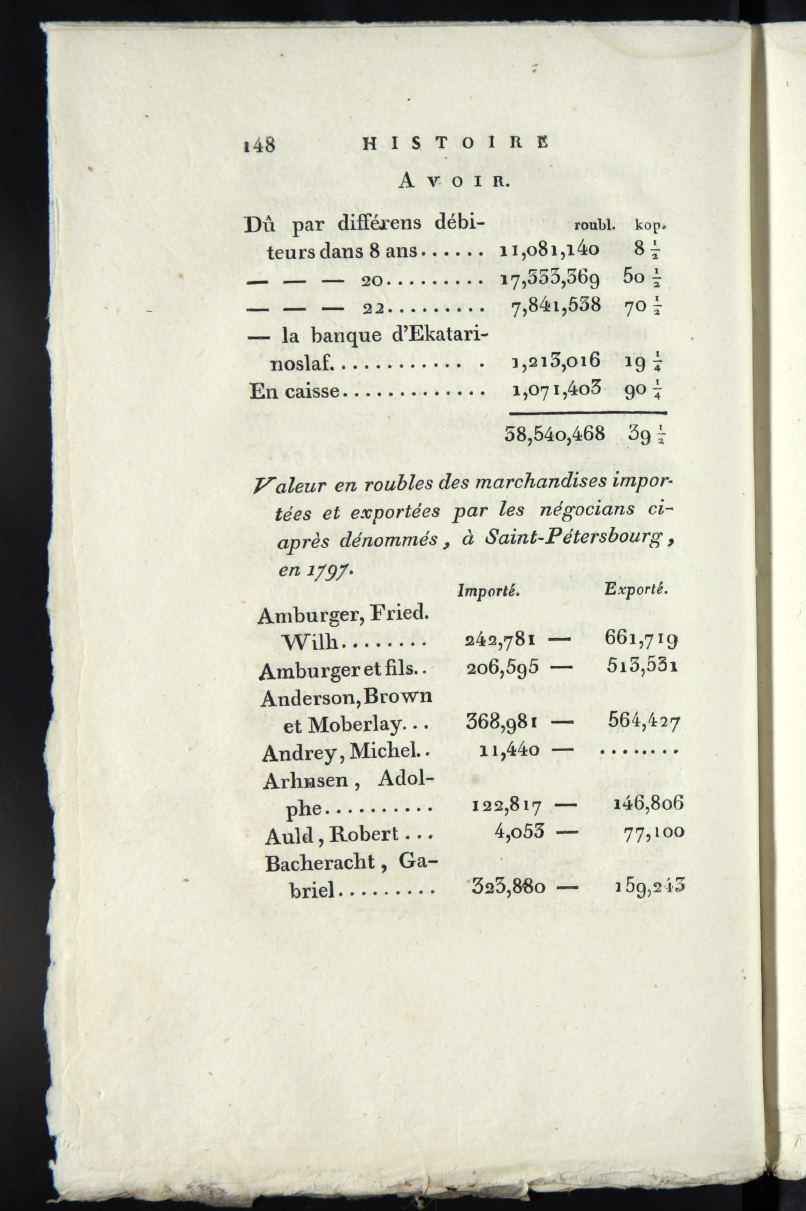 148 HISTOIRE
AVOIR.
Dû par différens débi- roubl. kop.
teurs dans 8 ans...... 11,081,140 8 1/2
— — — 20......... 17,333,369 50 1/2
— — — 22......... 7,841,538 70 1/2
— la banque d'Ekatari-
noslaf............ . 1,213,016 19 1/4
En caisse............. 1,071,403 90 1/4
38,540,468 39 1/2
Valeur en roubles des marchandises impor-
tées et exportées par les négocians ci-
après dénommés, à Saint-Pétersbourg,
en 1797.
Importé. Exporté.
Amburger, Fried.
Wilh........ 242,781 — 661,719
Amburger et fils.. 206,595 — 513,531
Anderson, Brown
et Moberlay... 368,981 — 564,427
Andrey, Michel.. 11,440 — ........
Arhnsen, Adol-
phe.......... 122,817 — 146,806
Auld, Robert... 4,053 — 77,100
Bacheracht, Ga-
briel......... 323,880 — 159,243